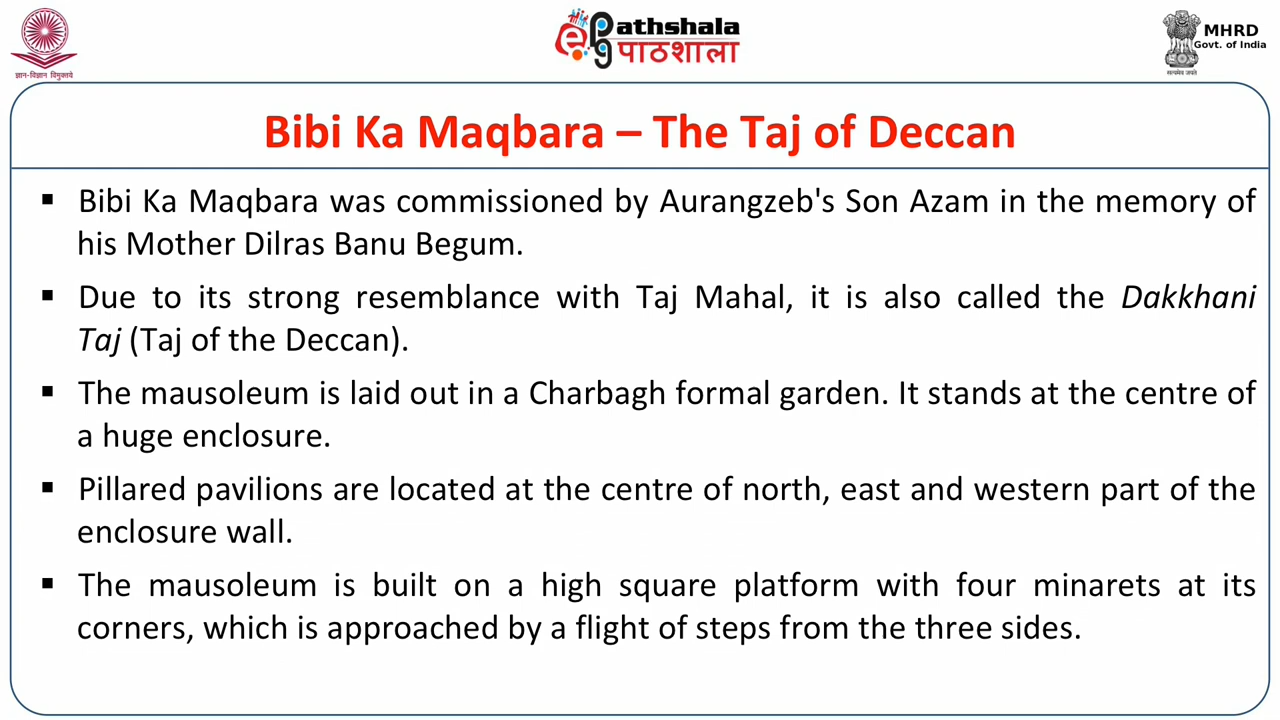 ज्ञान-विज्ञान विमुक्तये
ePathshala
पाठशाला
MHRD
Govt. of India
सत्यमेव जयते
Bibi Ka Maqbara – The Taj of Deccan
▪ Bibi Ka Maqbara was commissioned by Aurangzeb's Son Azam in the memory of
his Mother Dilras Banu Begum.
▪ Due to its strong resemblance with Taj Mahal, it is also called the Dakkhani
Taj (Taj of the Deccan).
▪ The mausoleum is laid out in a Charbagh formal garden. It stands at the centre of
a huge enclosure.
▪ Pillared pavilions are located at the centre of north, east and western part of the
enclosure wall.
▪ The mausoleum is built on a high square platform with four minarets at its
corners, which is approached by a flight of steps from the three sides.